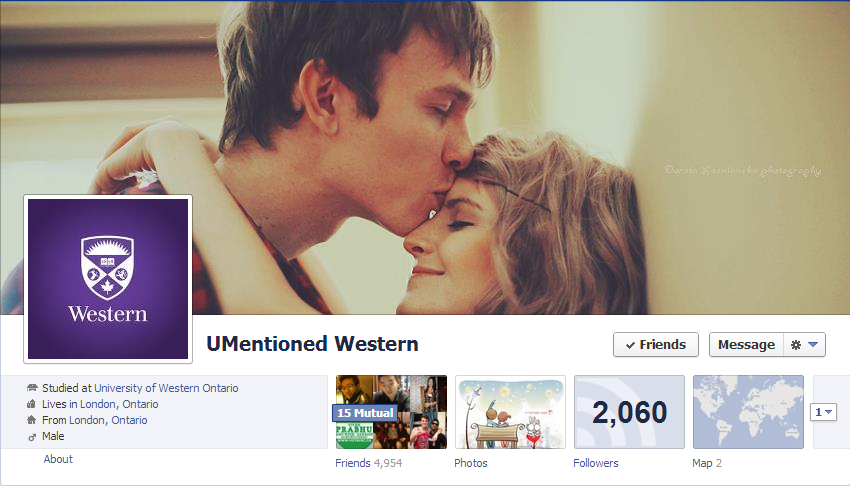 Western
UMentioned Western
Friends
Message
Studied at University of Western Ontario
Lives in London, Ontario
From London, Ontario
Male
About
15 Mutual
PRABHU
Friends 4,954
Photos
2,060
Followers
Map 2
1
photography